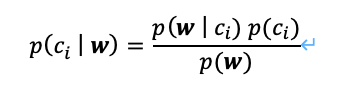 p(c_i | w) = p(w | c_i) p(c_i) / p(w) ↵